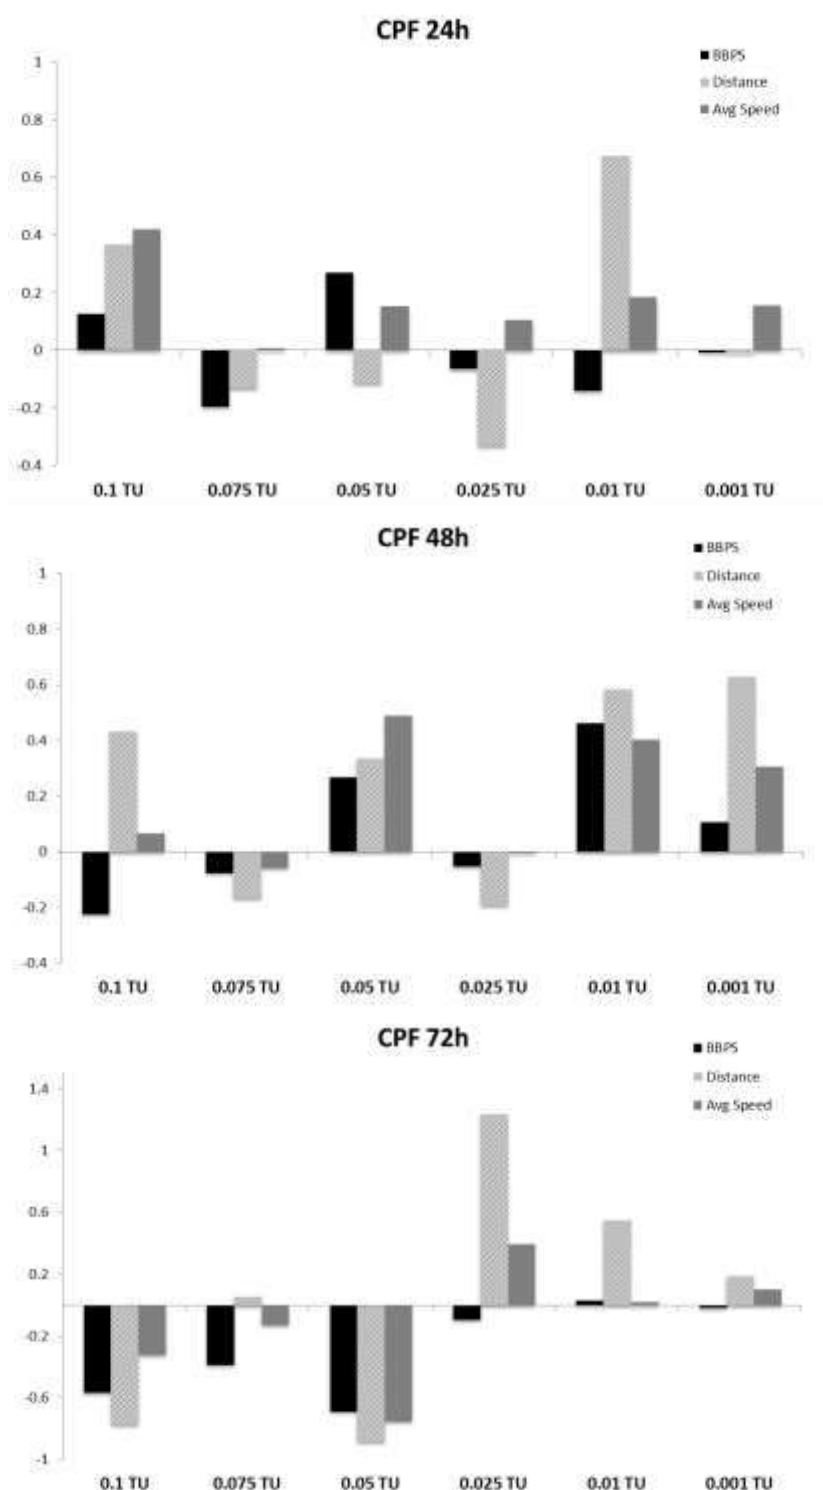 CPF 24h
BBPS
Distance
Avg Speed
1
0.8
0.6
0.4
0.2
0
-0.2
-0.4
0.1 TU 0.075 TU 0.05 TU 0.025 TU 0.01 TU 0.001 TU
CPF 48h
BBPS
Distance
Avg Speed
1
0.8
0.6
0.4
0.2
0
-0.2
-0.4
0.1 TU 0.075 TU 0.05 TU 0.025 TU 0.01 TU 0.001 TU
CPF 72h
BBPS
Distance
Avg Speed
1.4
1
0.6
0.2
-0.2
-0.6
-1
0.1 TU 0.075 TU 0.05 TU 0.025 TU 0.01 TU 0.001 TU